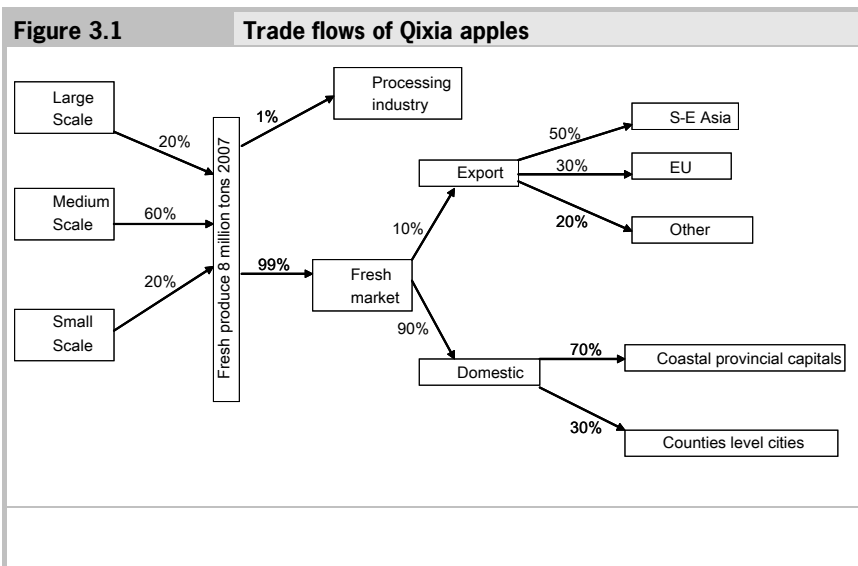 Figure 3.1 Trade flows of Qixia apples
Large
Scale
20%
Medium
Scale
60%
Small
Scale
20%
Fresh produce 8 million tons 2007
1%
Processing
industry
99%
Fresh
market
10%
Export
50%
S-E Asia
30%
EU
20%
Other
90%
Domestic
70%
Coastal provincial capitals
30%
Counties level cities